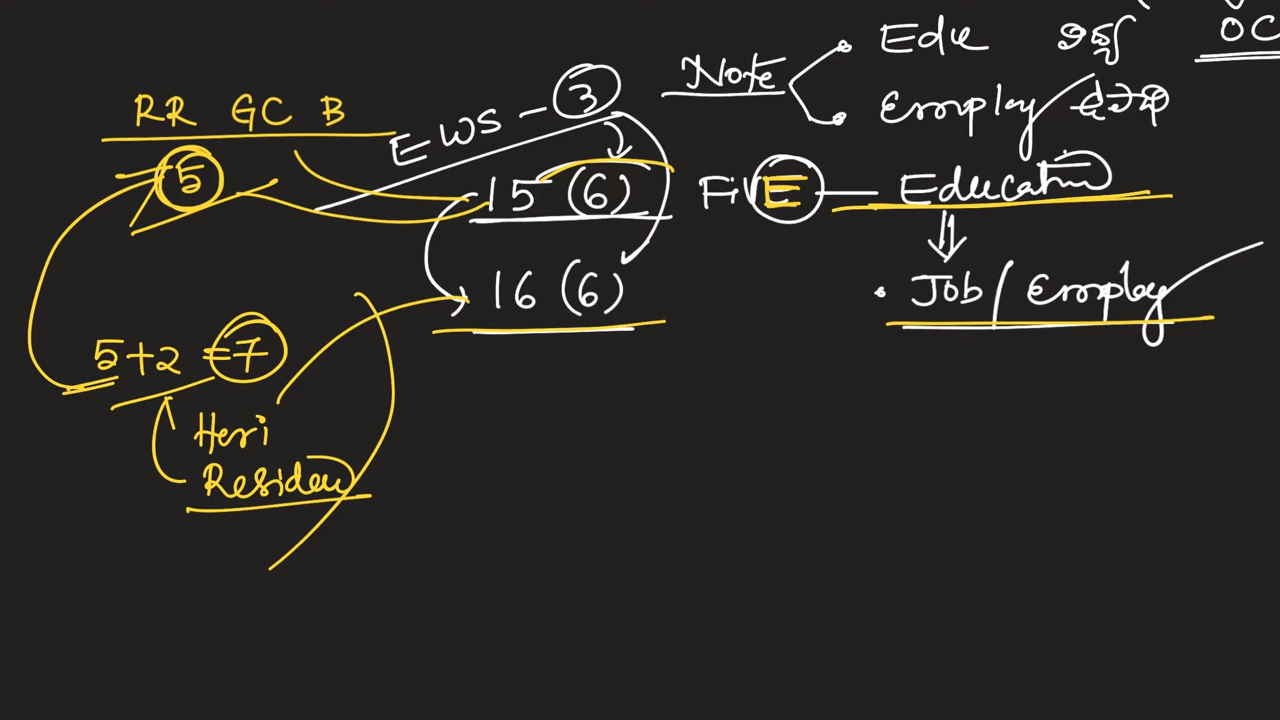 Edu OC
Note
Employ
RR GC B
EWS - 3
5
15 (6) FiVE — Education
16 (6) • Job / Employ
5+2 = 7
Heri
Residen